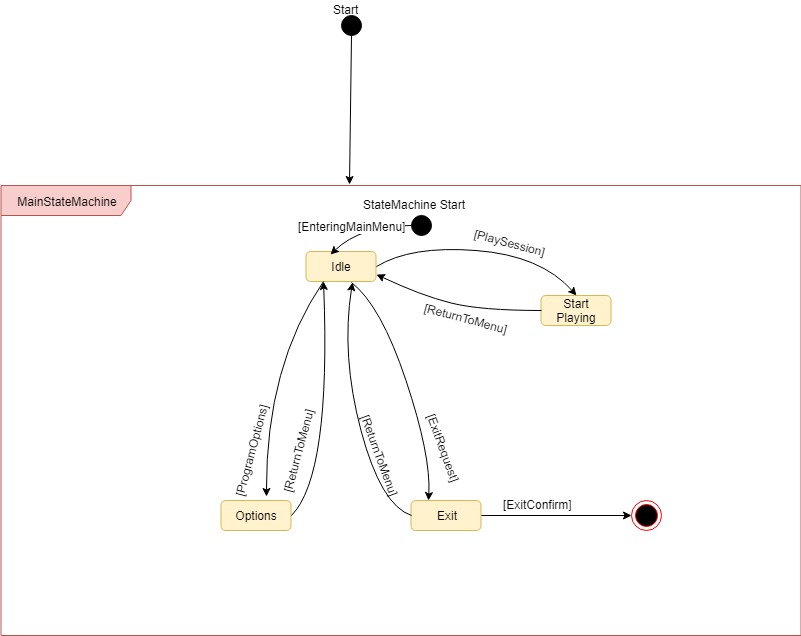 Start
MainStateMachine
StateMachine Start
[EnteringMainMenu]
[PlaySession]
Idle
Start
Playing
[ReturnToMenu]
[ProgramOptions]
[ReturnToMenu]
[ReturnToMenu]
[ExitRequest]
Options
Exit
[ExitConfirm]